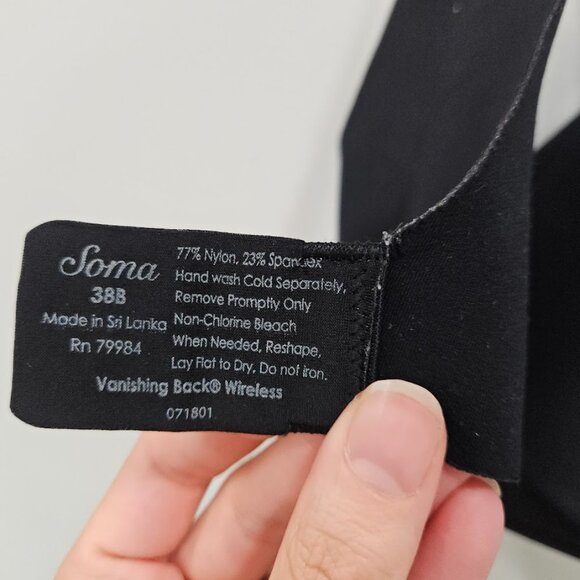 Soma
38B
Made in Sri Lanka
Rn 79984
77% Nylon, 23% Spandex
Hand wash Cold Separately,
Remove Promptly Only
Non-Chlorine Bleach
When Needed, Reshape,
Lay Flat to Dry, Do not iron.
Vanishing Back® Wireless
071801